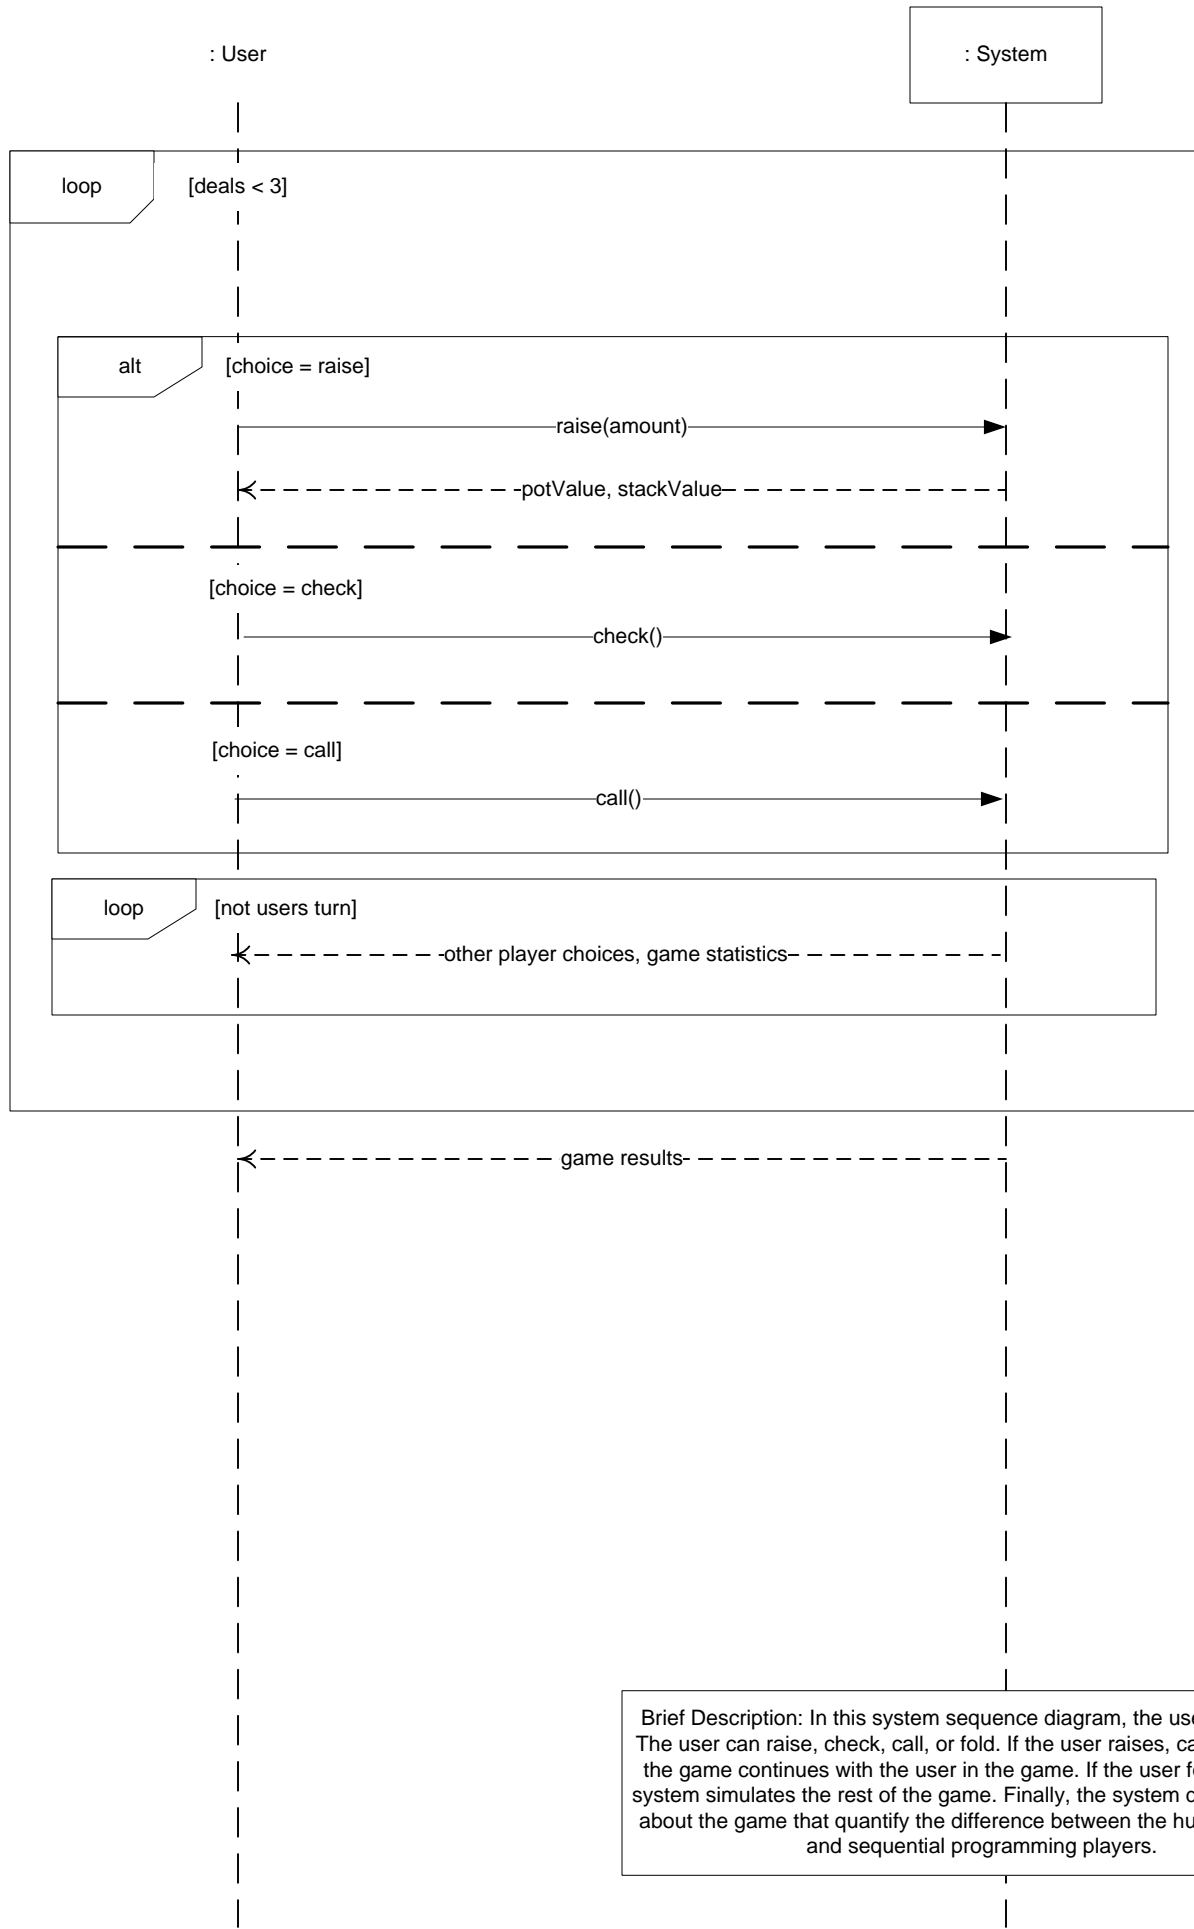 : User
: System
loop
[deals < 3]
alt
[choice = raise]
raise(amount)
potValue, stackValue
[choice = check]
check()
[choice = call]
call()
loop
[not users turn]
other player choices, game statistics
game results
Brief Description: In this system sequence diagram, the
The user can raise, check, call, or fold. If the user raises,
the game continues with the user in the game. If the user
system simulates the rest of the game. Finally, the system
about the game that quantify the difference between the
and sequential programming players.